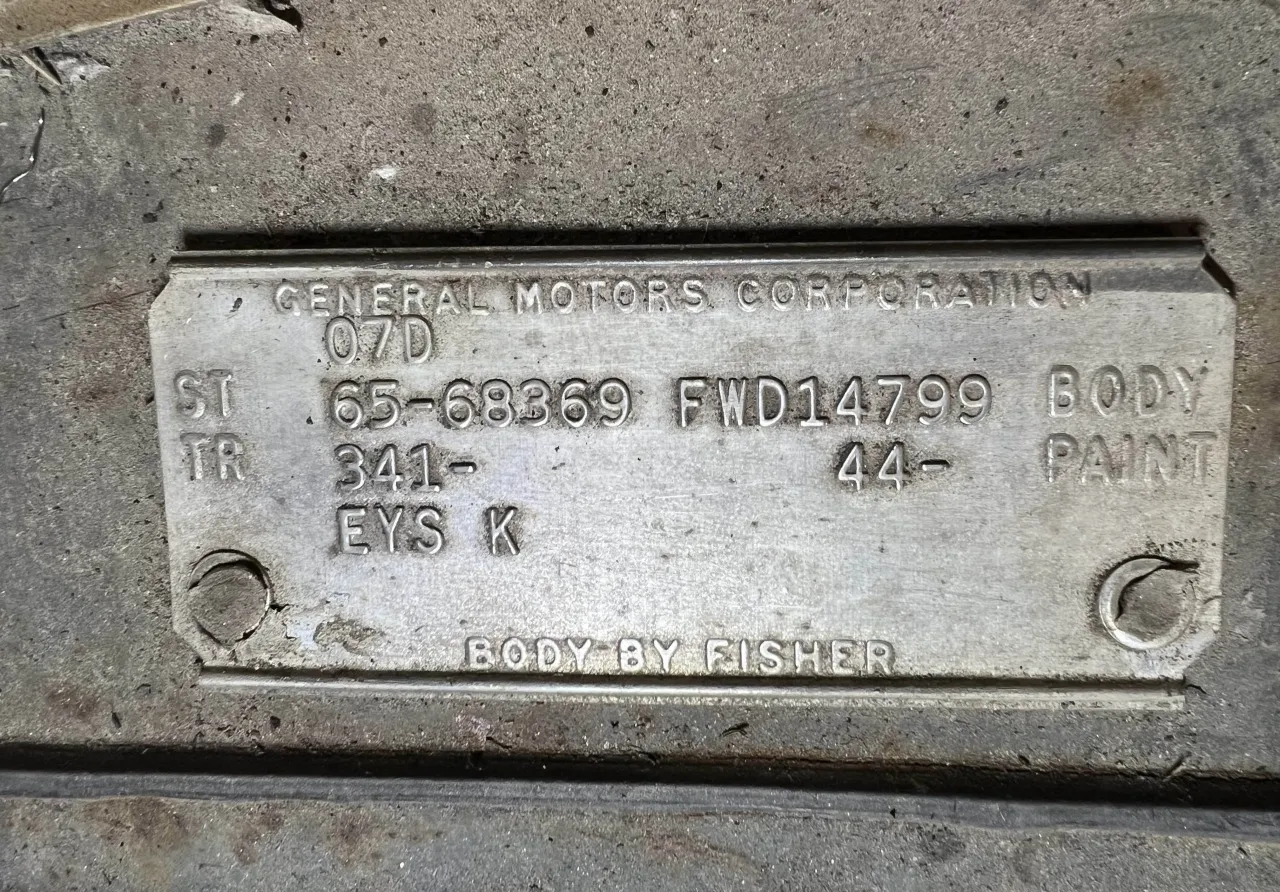 GENERAL MOTORS CORPORATION
07D
ST 65-68369 FWD14799 BODY
TR 341- 44- PAINT
EYS K
BODY BY FISHER